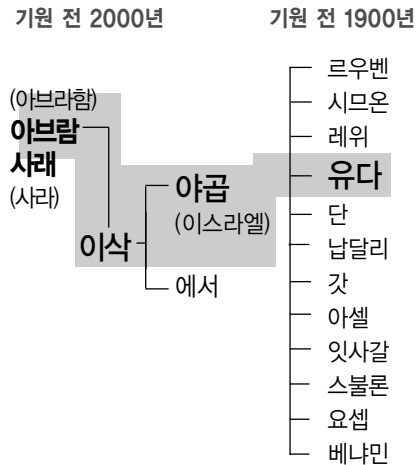 기원 전 2000년
기원 전 1900년
(아브라함)
아브람
사래
(사라)
이삭
야곱
(이스라엘)
에서
르우벤
시므온
레위
유다
단
납달리
갓
아셀
잇사갈
스불론
요셉
베냐민